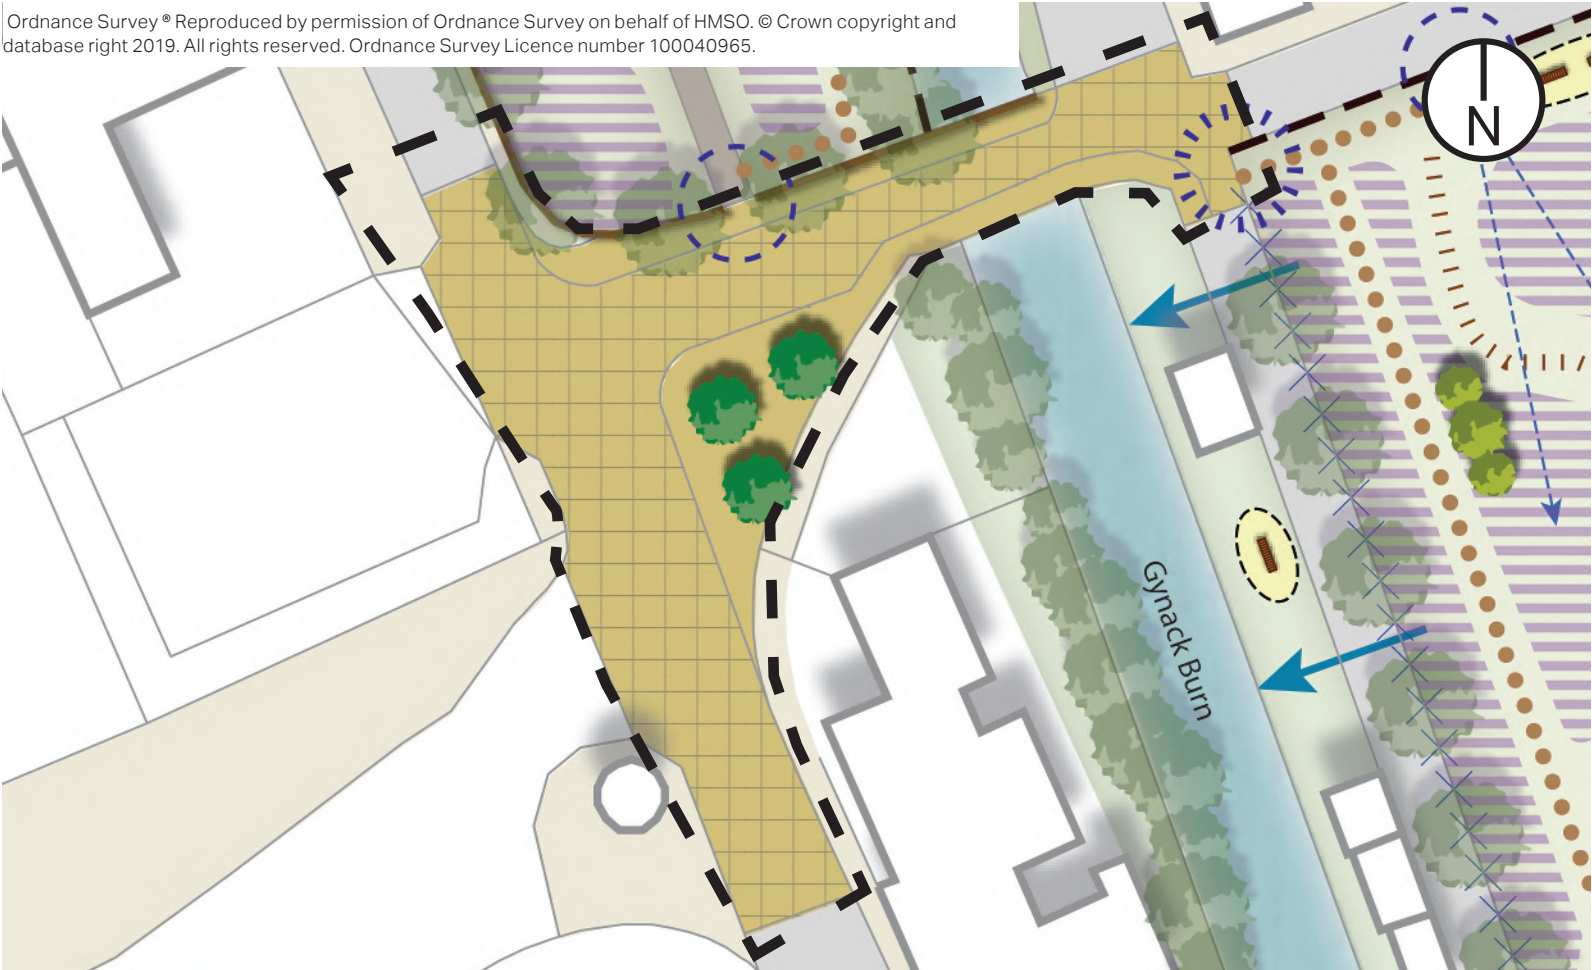 Ordnance Survey ® Reproduced by permission of Ordnance Survey on behalf of HMSO. © Crown copyright and
database right 2019. All rights reserved. Ordnance Survey Licence number 100040965.
N
Gynack Burn